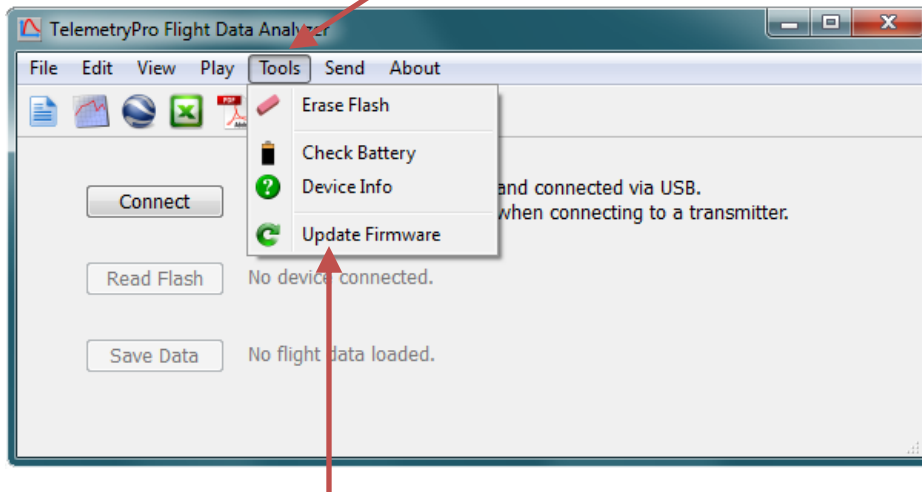 TelemetryPro Flight Data Analyzer
File Edit View Play Tools Send About
PDF
Erase Flash
Check Battery
Device Info
Update Firmware
Connect
and connected via USB.
when connecting to a transmitter.
Read Flash No device connected.
Save Data No flight data loaded.